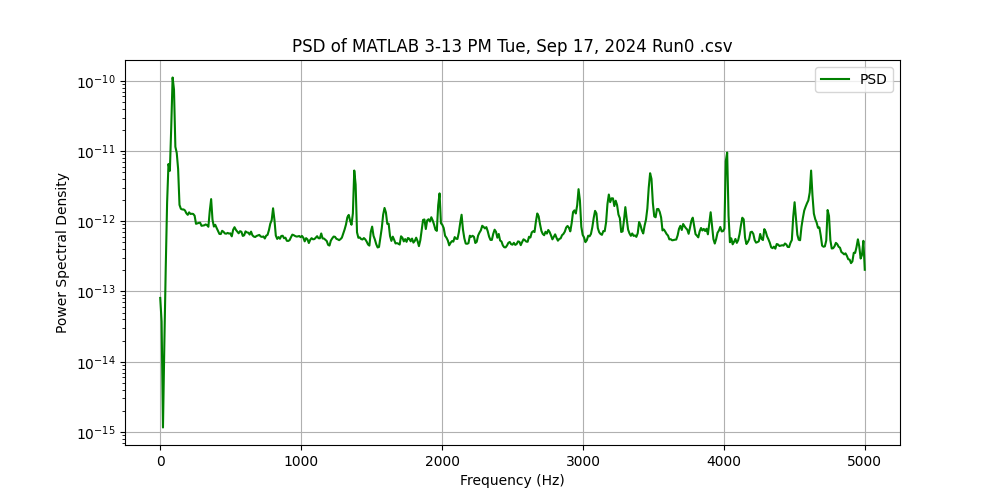 PSD of MATLAB 3-13 PM Tue, Sep 17, 2024 Run0 .csv
PSD
Power Spectral Density
10⁻¹⁰
10⁻¹¹
10⁻¹²
10⁻¹³
10⁻¹⁴
10⁻¹⁵
0 1000 2000 3000 4000 5000
Frequency (Hz)